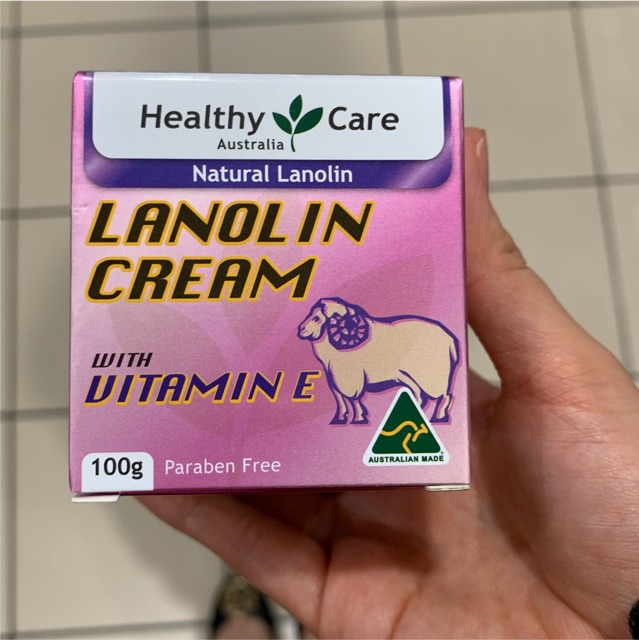 Healthy Care
Australia
Natural Lanolin
LANOLIN
CREAM
WITH
VITAMIN E
AUSTRALIAN MADE
100g Paraben Free